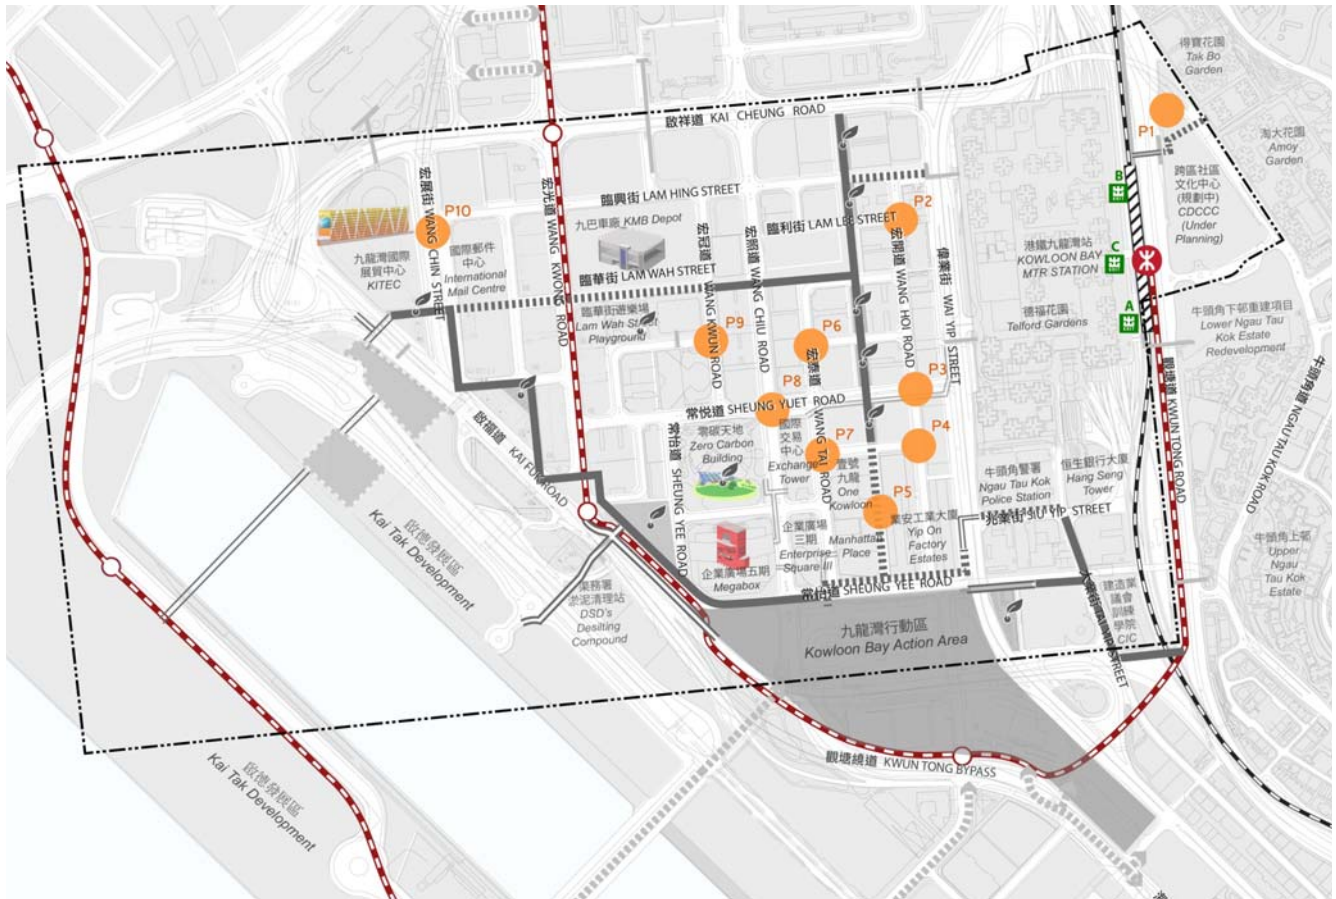 得寶花園
Tak Bo
Garden
P1
淘大花園
Amoy
Garden
啟祥道 KAI CHEUNG ROAD
跨區社區
文化中心
(規劃中)
CDCCC
(Under
Planning)
B
宏展街 WANG CHIN STREET
宏光道 WANG KWONG ROAD
臨興街 LAM HING STREET
P10
九巴車廠 KMB Depot
臨利街 LAM LEE STREET
P2
九龍灣國際
展貿中心
KITEC
國際郵件
中心
International
Mail Centre
宏冠道 WANG KWUN ROAD
宏照道 WANG CHIU ROAD
宏開道 WANG HOI ROAD
偉業街 WAI YIP STREET
港鐵九龍灣站
KOWLOON BAY
MTR STATION
C
臨華街 LAM WAH STREET
臨華街遊樂場
Lam Wah Street
Playground
P9
P6
宏泰道
WANG TAI ROAD
德福花園
Telford Gardens
A
牛頭角下邨重建項目
Lower Ngau Tau
Kok Estate
Redevelopment
P3
P8
常悅道 SHEUNG YUET ROAD
觀塘道 KWUN TONG ROAD
牛頭角道 NGAU TAU KOK ROAD
常怡道 SHEUNG YEE ROAD
零碳天地
Zero Carbon
Building
國際
交易
中心
Exchange
Tower
P7
P4
壹號
九龍
One
Kowloon
牛頭角警署
Ngau Tau Kok
Police Station
恒生銀行大廈
Hang Seng
Tower
啟福道 KAI FUK ROAD
P5
兆業街 SIU YIP STREET
業安工業大廈
Yip On
Factory
Estates
企業廣場
三期
Enterprise
Square III
Manhattan
Place
啟德發展區
Kai Tak Development
企業廣場五期
Megabox
牛頭角上邨
Upper
Ngau
Tau Kok
Estate
渠務署
淤泥清理站
DSD's
Desilting
Compound
常怡道 SHEUNG YEE ROAD
大業街 TAI YIP STREET
建造業
議會
訓練
學院
CIC
九龍灣行動區
Kowloon Bay Action Area
觀塘繞道 KWUN TONG BYPASS
啟德發展區
Kai Tak Development